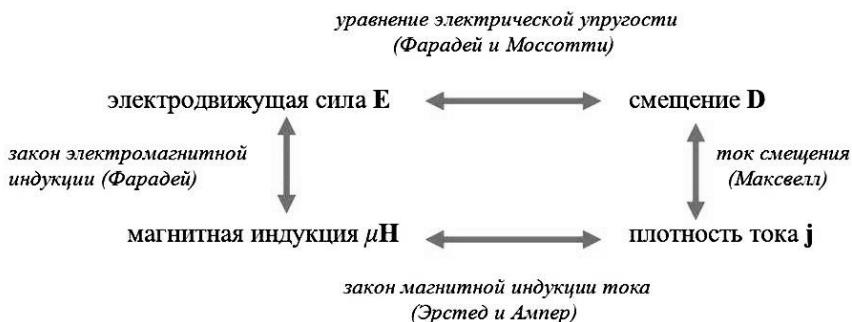 уравнение электрической упругости
(Фарадей и Моссотти)
электродвижущая сила E
смещение D
закон электромагнитной
индукции (Фарадей)
ток смещения
(Максвелл)
магнитная индукция μH
плотность тока j
закон магнитной индукции тока
(Эрстед и Ампер)